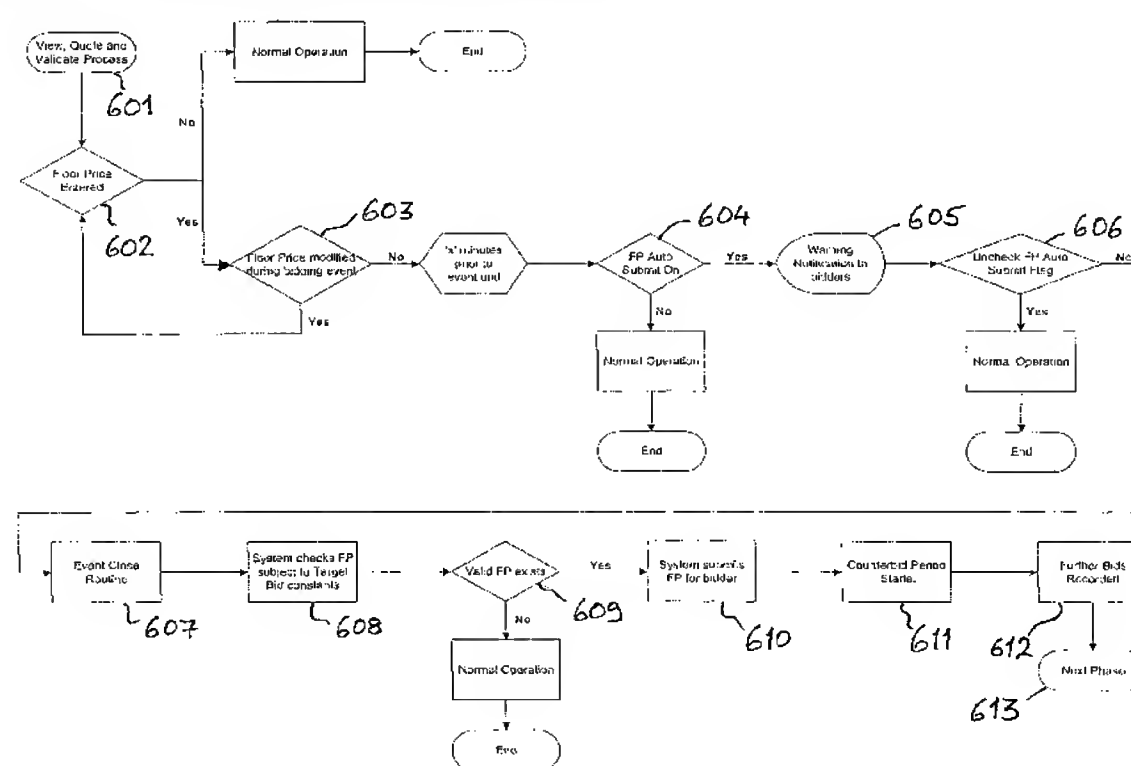 View, Quote and
Validate Process
601
Normal Operation
End
No
Floor Price
Entered
602
Yes
603
Floor Price modified
during bidding event
Yes
No
'x' minutes
prior to
event end
604
FP Auto
Submit On
Yes
No
Normal Operation
End
605
Warning
Notification to
bidders
606
Uncheck FP Auto
Submit Flag
No
Yes
Normal Operation
End
Event Close
Routine
607
System checks FP
subject to Target
Bid constants
608
Valid FP exists
609
Yes
No
Normal Operation
End
System submits
FP for bidder
610
Counterbid Period
Starts
611
Further Bids
Recorded
612
Next Phase
613